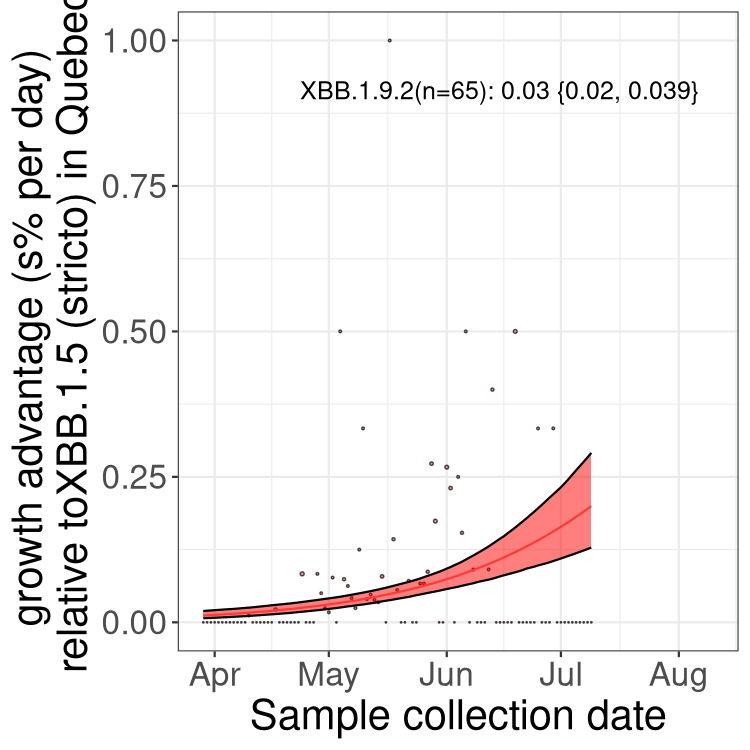 growth advantage (s% per day)
relative toXBB.1.5 (stricto) in Quebec
1.00
0.75
0.50
0.25
0.00
XBB.1.9.2(n=65): 0.03 {0.02, 0.039}
Apr May Jun Jul Aug
Sample collection date